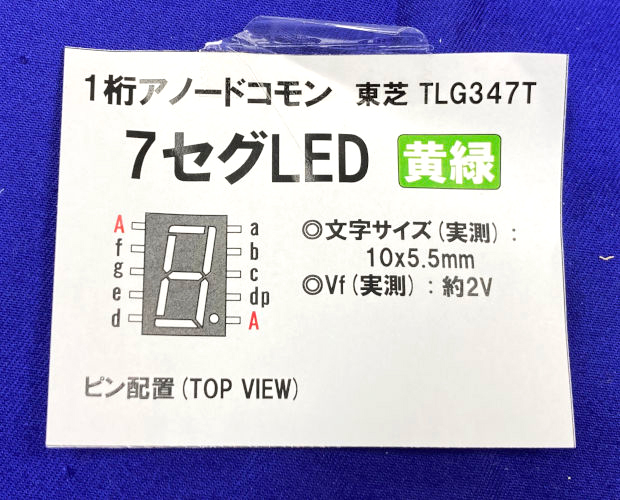 1桁アノードコモン 東芝 TLG347T
7セグLED 黄緑
A a
f b
g c
e dp
d A
◎文字サイズ(実測):
10x5.5mm
◎Vf(実測):約2V
ピン配置(TOP VIEW)